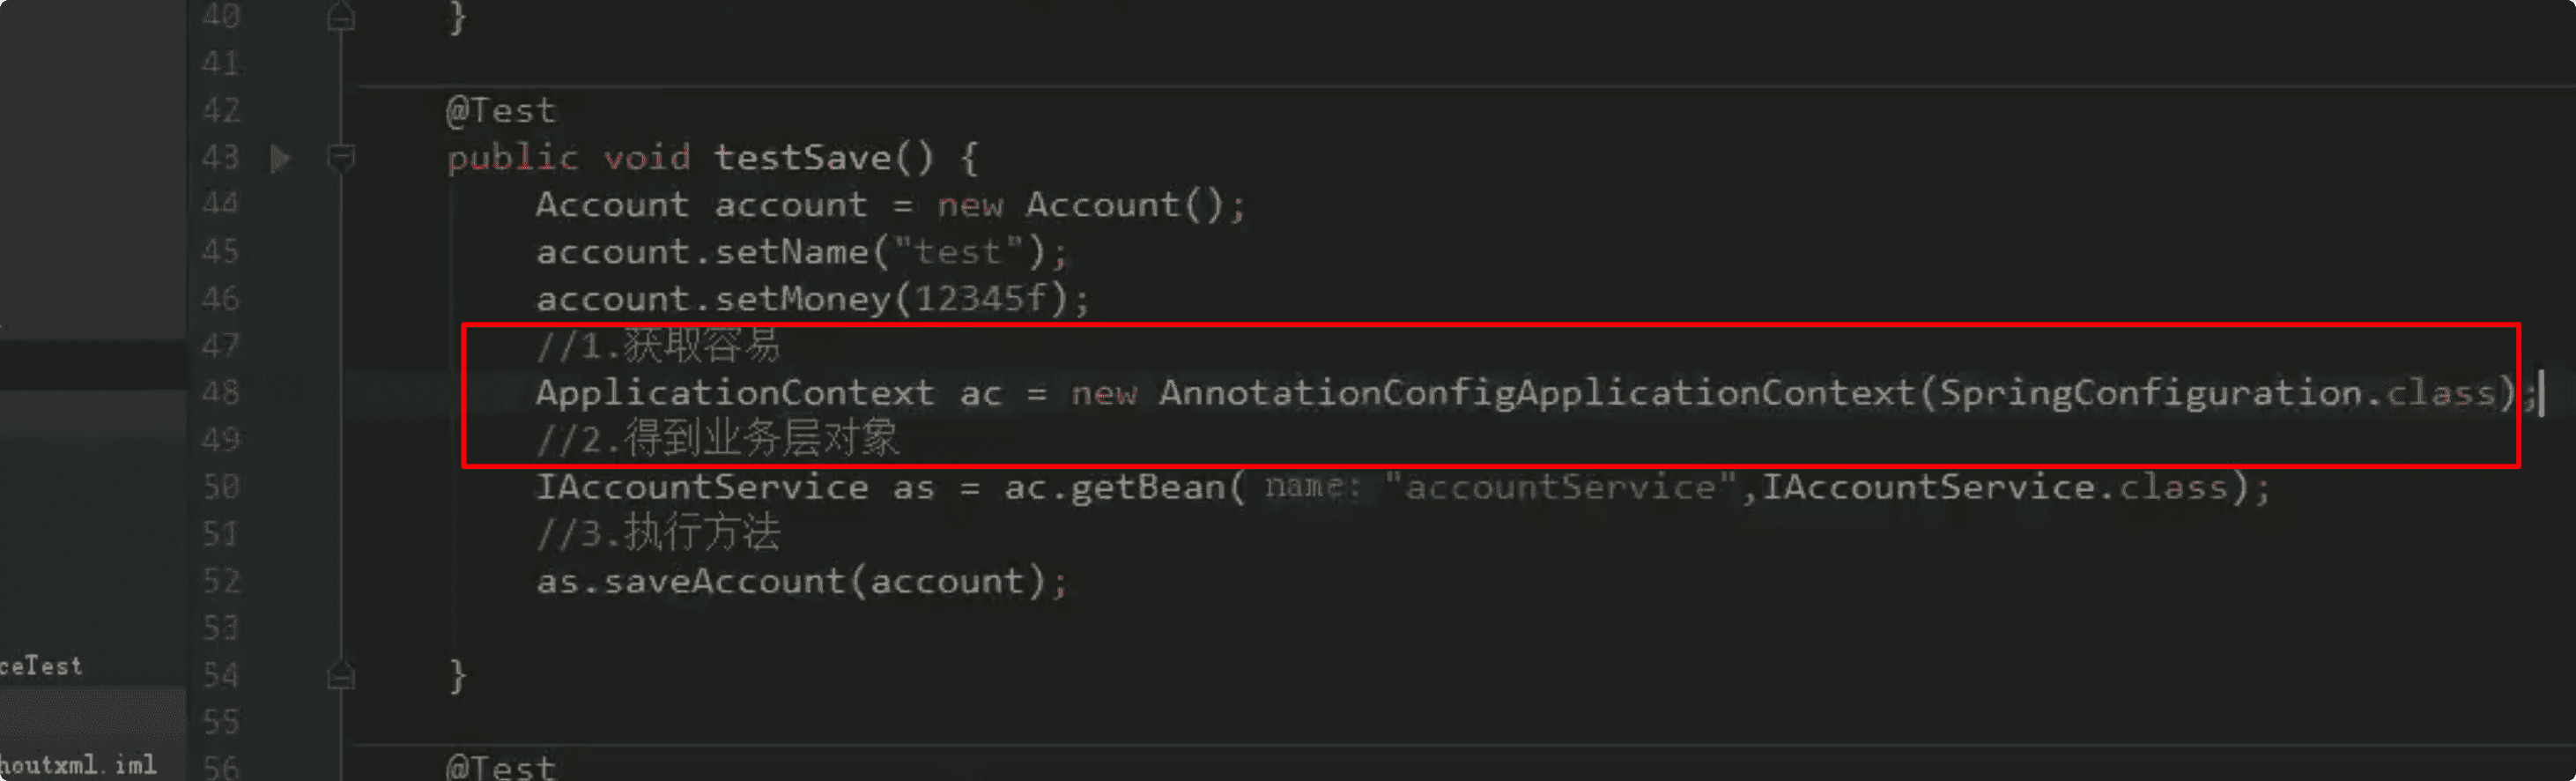 40 }
41
42 @Test
43 public void testSave() {
44 Account account = new Account();
45 account.setName("test");
46 account.setMoney(12345f);
47 //1.获取容易
48 ApplicationContext ac = new AnnotationConfigApplicationContext(SpringConfiguration.class);
49 //2.得到业务层对象
50 IAccountService as = ac.getBean( name: "accountService",IAccountService.class);
51 //3.执行方法
52 as.saveAccount(account);
53
ceTest
54 }
55
houtxml.iml
56 @Test